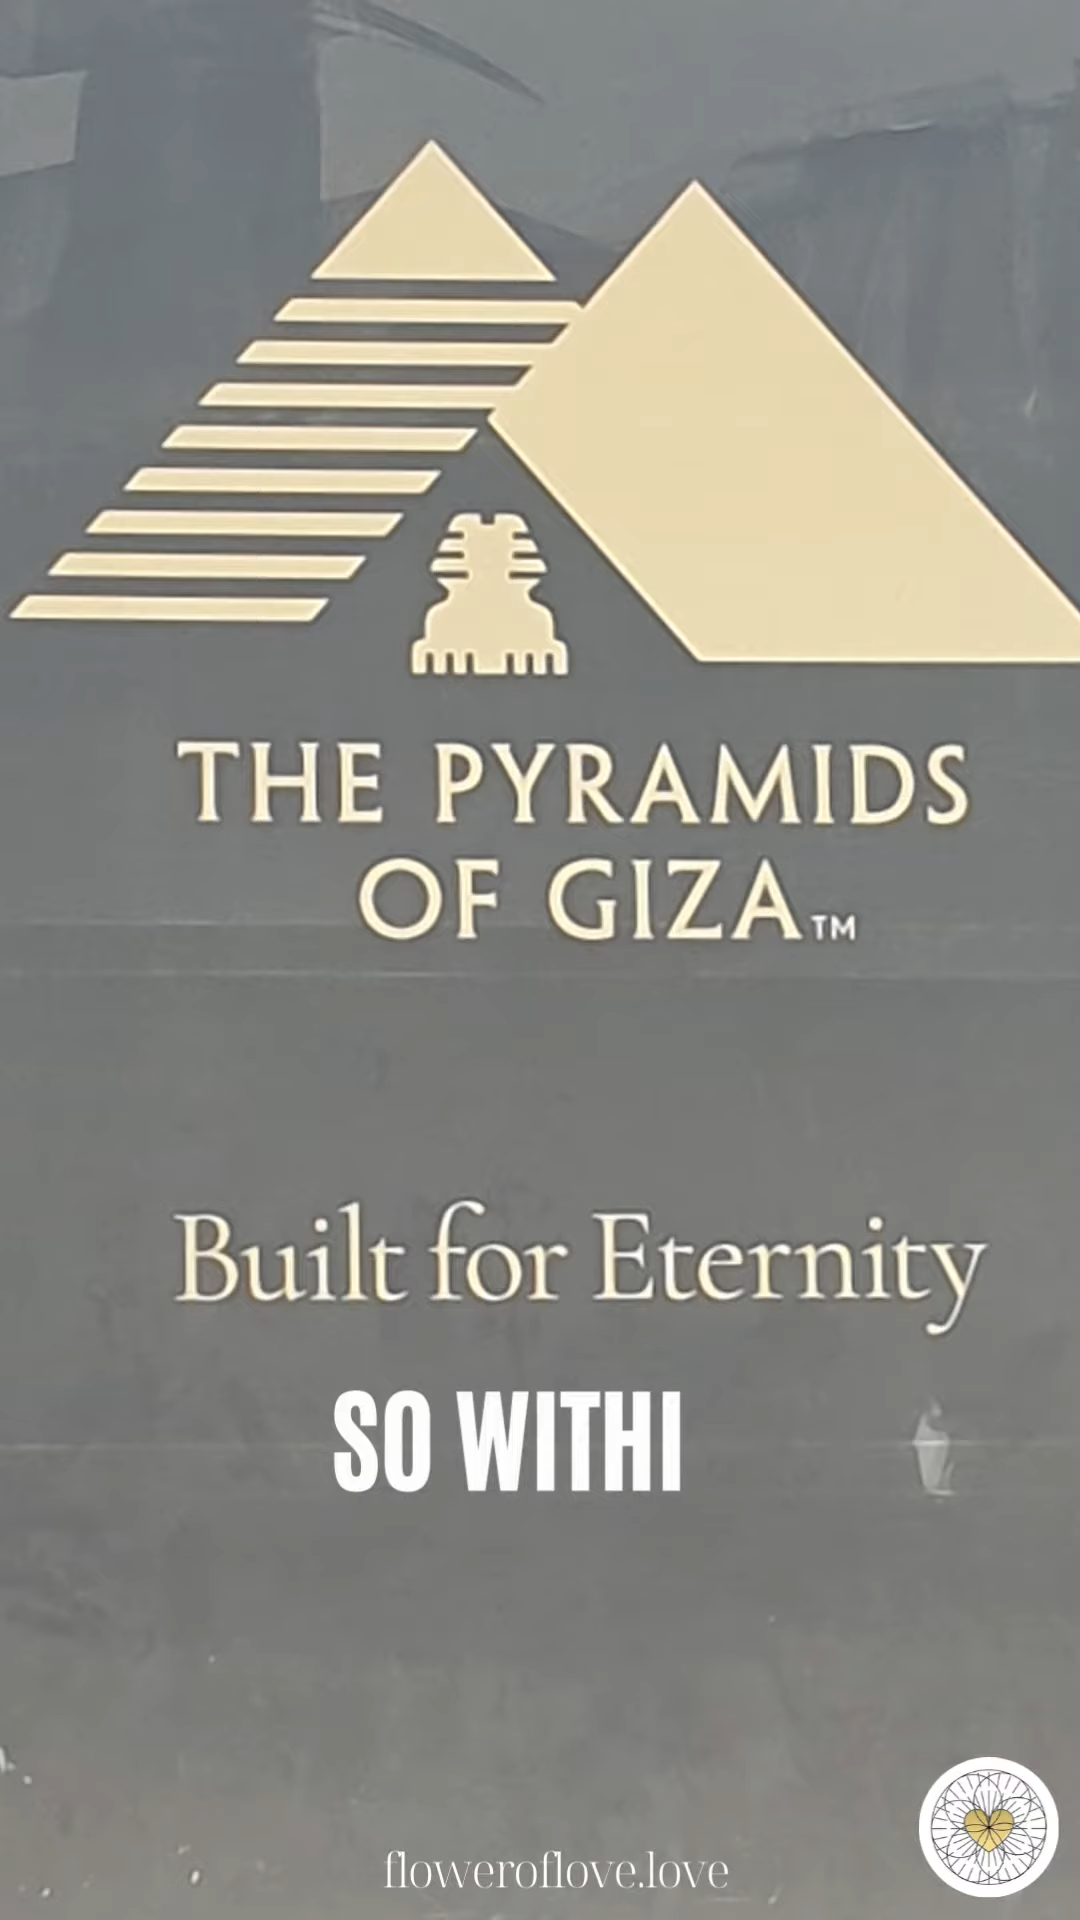 THE PYRAMIDS
OF GIZA™
Built for Eternity
SO WITHI
floweroflove.love